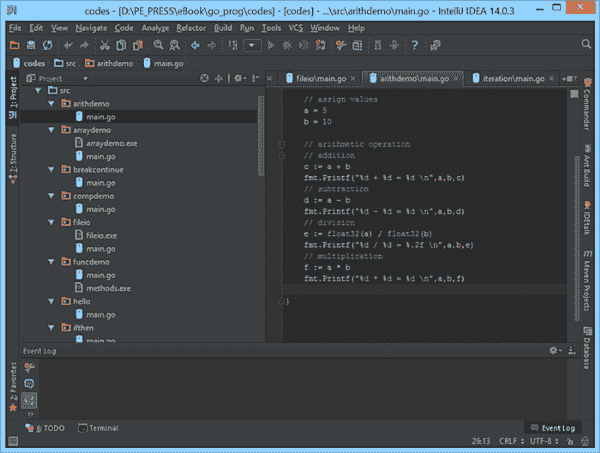 codes - [D:\PE_PRESS\eBook\go_prog\codes] - [codes] - ...\src\arithdemo\main.go - IntelliJ IDEA 14.0.3
File Edit View Navigate Code Analyze Refactor Build Run Tools VCS Window Help
codes src arithdemo main.go
Project
fileio\main.go arithdemo\main.go iteration\main.go
1: Project
7: Structure
2: Favorites
src
arithdemo
main.go
arraydemo
arraydemo.exe
main.go
breakcontinue
main.go
compdemo
main.go
fileio
fileio.exe
main.go
funcdemo
main.go
methods.exe
hello
main.go
ifthen
main.go
// assign values
a = 5
b = 10
// arithmetic operation
// addition
c := a + b
fmt.Printf("%d + %d = %d \n",a,b,c)
// subtraction
d := a - b
fmt.Printf("%d - %d = %d \n",a,b,d)
// division
e := float32(a) / float32(b)
fmt.Printf("%d / %d = %.2f \n",a,b,e)
// multiplication
f := a * b
fmt.Printf("%d * %d = %d \n",a,b,f)
}
Commander
Ant Build
IDEtalk
Maven Projects
Database
Event Log
6: TODO Terminal Event Log
26:13 CRLF UTF-8